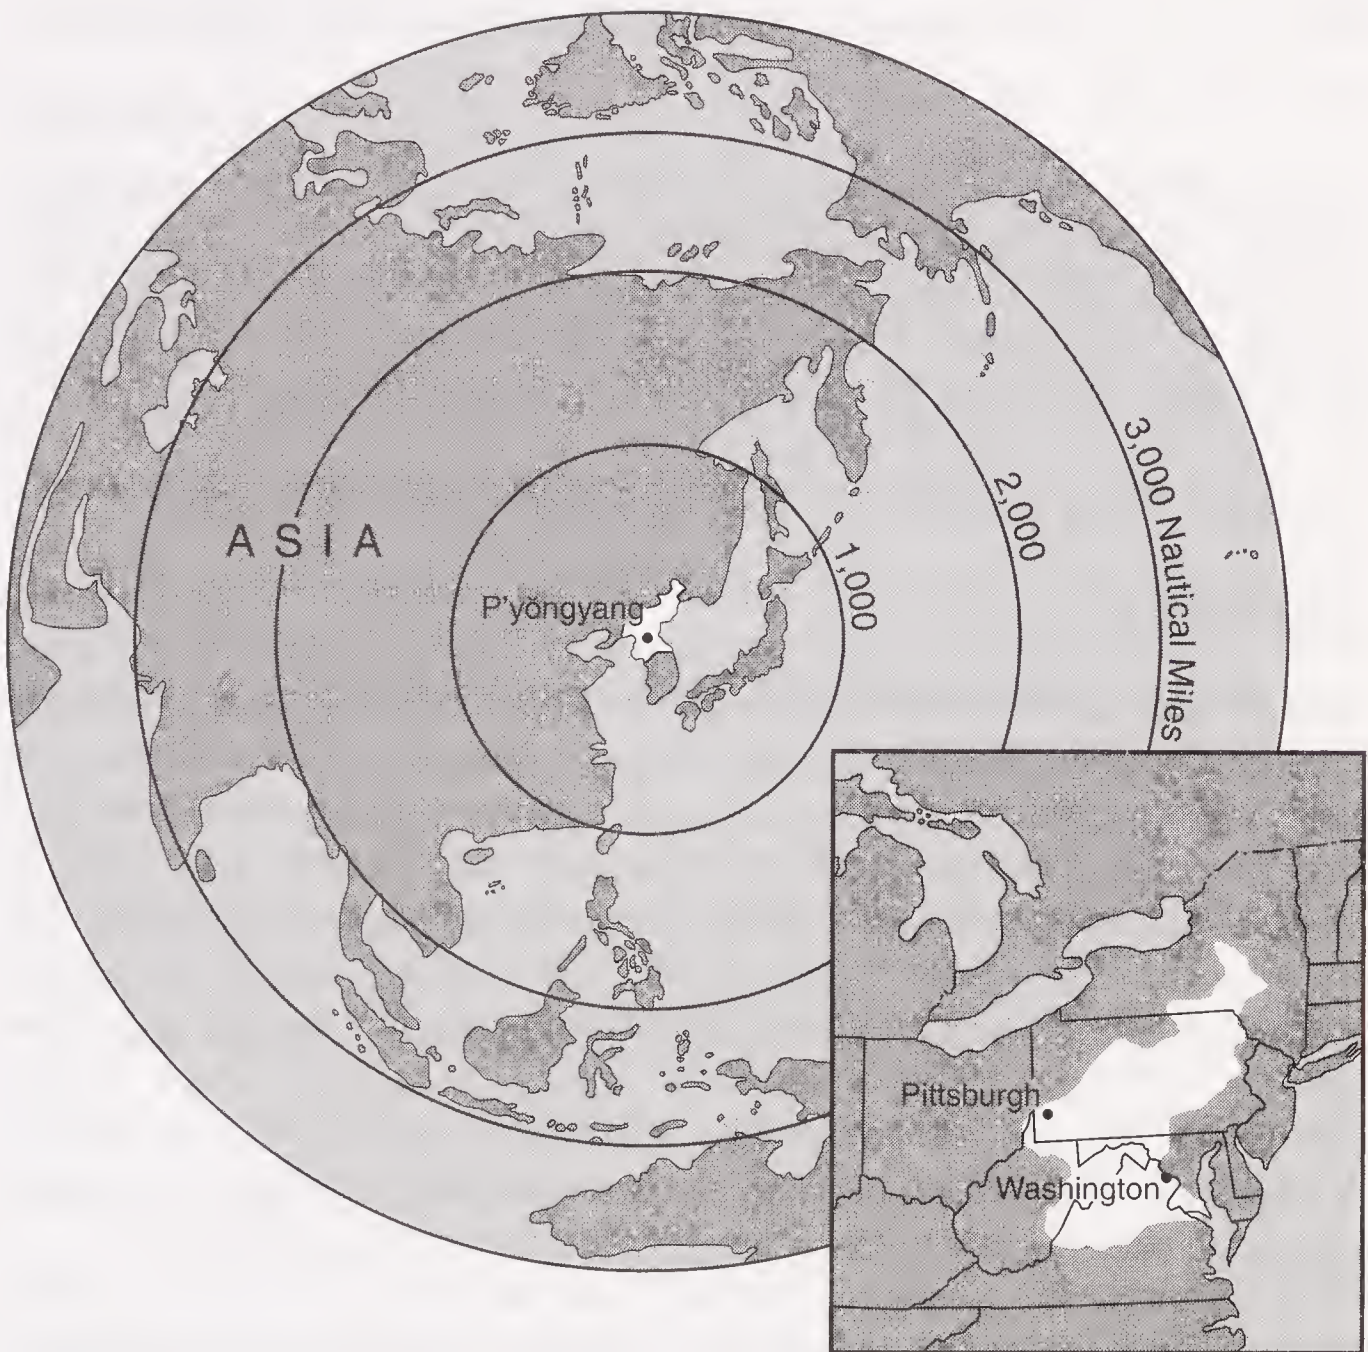 ASIA
P'yŏngyang
1,000
2,000
3,000 Nautical Miles
Pittsburgh
Washington